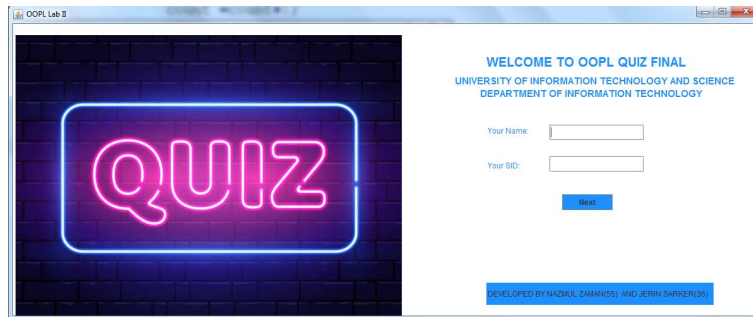 OOPL Lab II
QUIZ
WELCOME TO OOPL QUIZ FINAL
UNIVERSITY OF INFORMATION TECHNOLOGY AND SCIENCE
DEPARTMENT OF INFORMATION TECHNOLOGY
Your Name:
Your SID:
Next
DEVELOPED BY NAZMUL ZAMAN(55) AND JERIN SARKER(36)